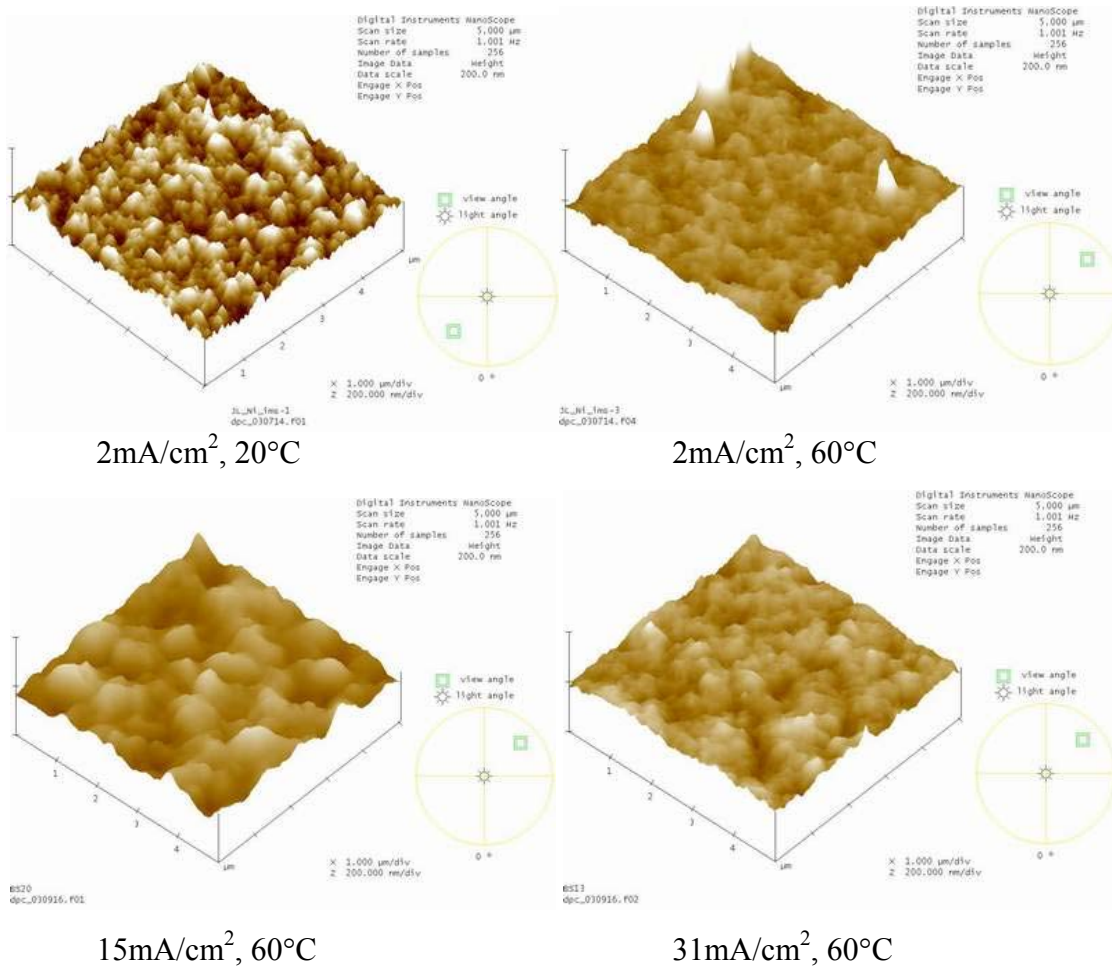 Digital Instruments NanoScope
Scan size 5.000 µm
Scan rate 1.001 Hz
Number of samples 256
Image Data Height
Data scale 200.0 nm
Engage X Pos
Engage Y Pos
view angle
light angle
µm
4
3
2
1
0 °
X 1.000 µm/div
Z 200.000 nm/div
JL_Ni_ims-1
dpc_030714.f01
2mA/cm², 20°C
Digital Instruments NanoScope
Scan size 5.000 µm
Scan rate 1.001 Hz
Number of samples 256
Image Data Height
Data scale 200.0 nm
Engage X Pos
Engage Y Pos
view angle
light angle
1
2
3
4
µm
0 °
X 1.000 µm/div
Z 200.000 nm/div
JL_Ni_ims-3
dpc_030714.f04
2mA/cm², 60°C
Digital Instruments NanoScope
Scan size 5.000 µm
Scan rate 1.001 Hz
Number of samples 256
Image Data Height
Data scale 200.0 nm
Engage X Pos
Engage Y Pos
view angle
light angle
1
2
3
4
µm
0 °
X 1.000 µm/div
Z 200.000 nm/div
BS20
dpc_030916.f01
15mA/cm², 60°C
Digital Instruments NanoScope
Scan size 5.000 µm
Scan rate 1.001 Hz
Number of samples 256
Image Data Height
Data scale 200.0 nm
Engage X Pos
Engage Y Pos
view angle
light angle
1
2
3
4
µm
0 °
X 1.000 µm/div
Z 200.000 nm/div
BS13
dpc_030916.f02
31mA/cm², 60°C